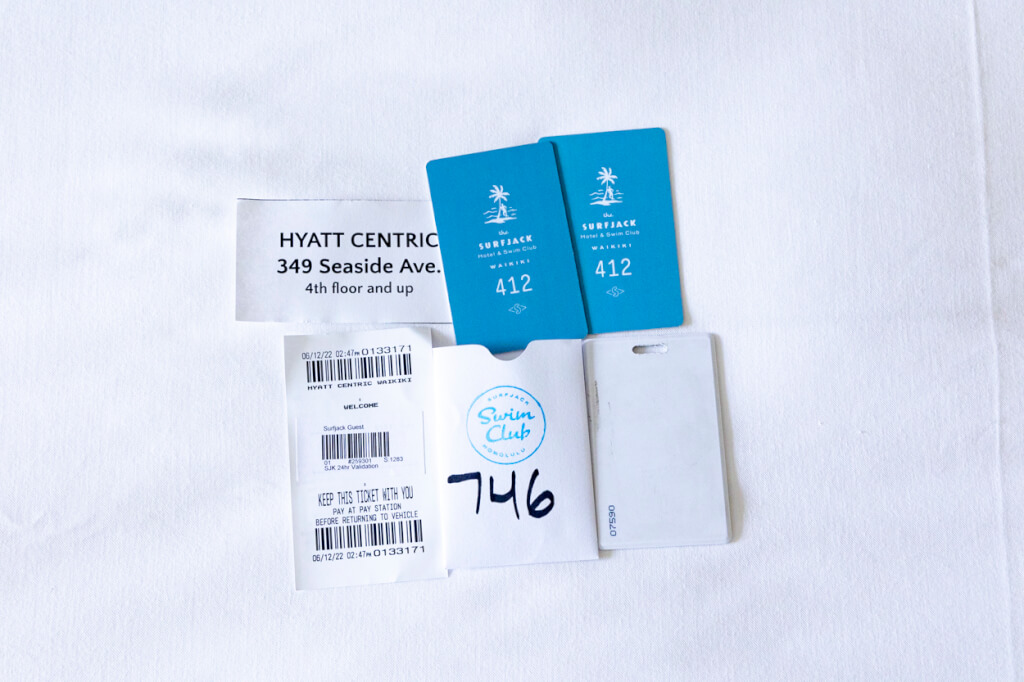 HYATT CENTRIC
349 Seaside Ave.
4th floor and up
the
SURFJACK
Hotel & Swim Club
WAIKIKI
412
the
SURFJACK
Hotel & Swim Club
WAIKIKI
412
06/12/22 02:47PM 0133171
HYATT CENTRIC WAIKIKI
WELCOME
Surfjack Guest
01 #259301 S:1283
SJK 24hr Validation
KEEP THIS TICKET WITH YOU
PAY AT PAY STATION
BEFORE RETURNING TO VEHICLE
06/12/22 02:47PM 0133171
SURFJACK
Swim
Club
HONOLULU
746
07590